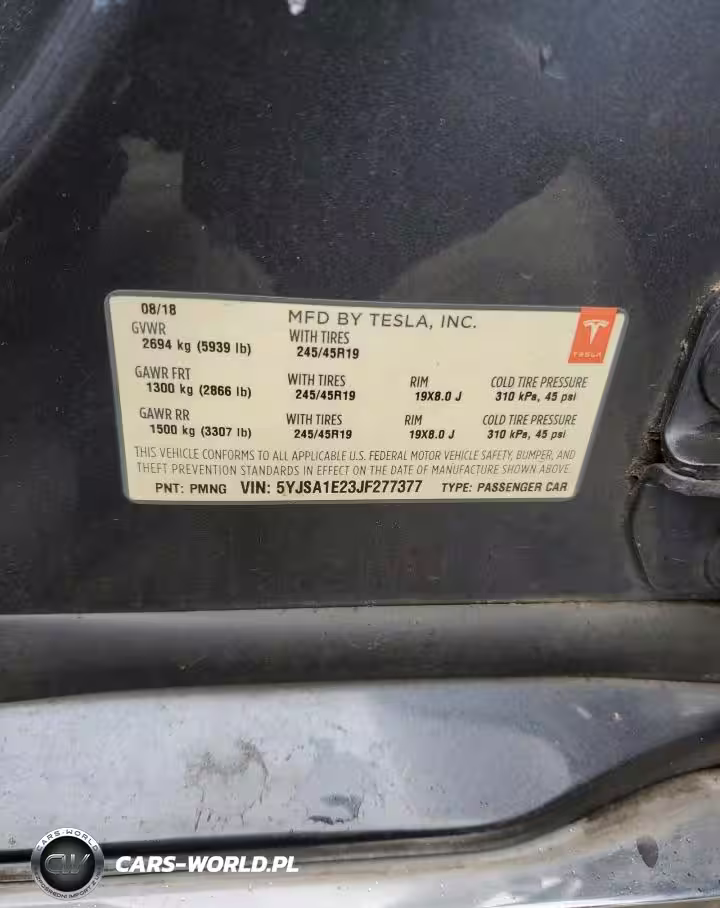 08/18
MFD BY TESLA, INC.
GVWR
2694 kg (5939 lb)
WITH TIRES
245/45R19
TESLA
GAWR FRT
1300 kg (2866 lb)
WITH TIRES
245/45R19
RIM
19X8.0 J
COLD TIRE PRESSURE
310 kPa, 45 psi
GAWR RR
1500 kg (3307 lb)
WITH TIRES
245/45R19
RIM
19X8.0 J
COLD TIRE PRESSURE
310 kPa, 45 psi
THIS VEHICLE CONFORMS TO ALL APPLICABLE U.S. FEDERAL MOTOR VEHICLE SAFETY, BUMPER, AND
THEFT PREVENTION STANDARDS IN EFFECT ON THE DATE OF MANUFACTURE SHOWN ABOVE.
PNT: PMNG VIN: 5YJSA1E23JF277377 TYPE: PASSENGER CAR
CARS-WORLD
CW
CARS-WORLD.PL